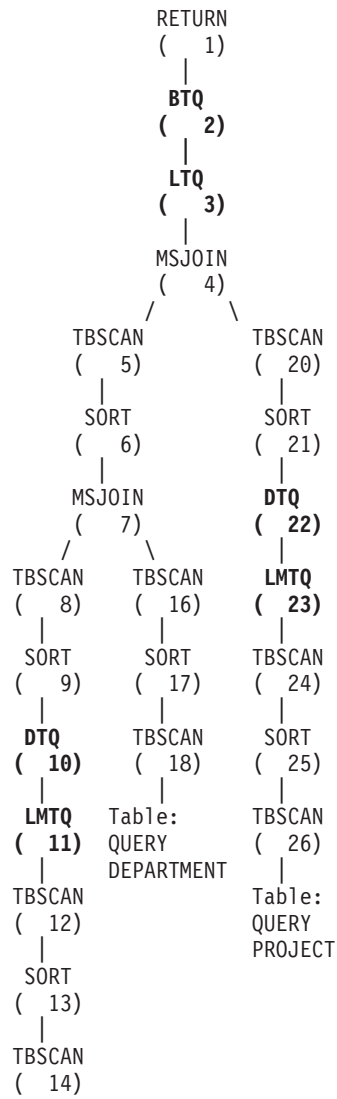 RETURN
(    1)
|
BTQ
(    2)
|
LTQ
(    3)
|
MSJOIN
(    4)
/ \
TBSCAN TBSCAN
(    5) (   20)
| |
SORT SORT
(    6) (   21)
| |
MSJOIN DTQ
(    7) (   22)
/ \ |
TBSCAN TBSCAN LMTQ
(    8) (   16) (   23)
| | |
SORT SORT TBSCAN
(    9) (   17) (   24)
| | |
DTQ TBSCAN SORT
(   10) (   18) (   25)
| | |
LMTQ Table: TBSCAN
(   11) QUERY (   26)
| DEPARTMENT |
TBSCAN Table:
(   12) QUERY
| PROJECT
SORT
(   13)
|
TBSCAN
(   14)